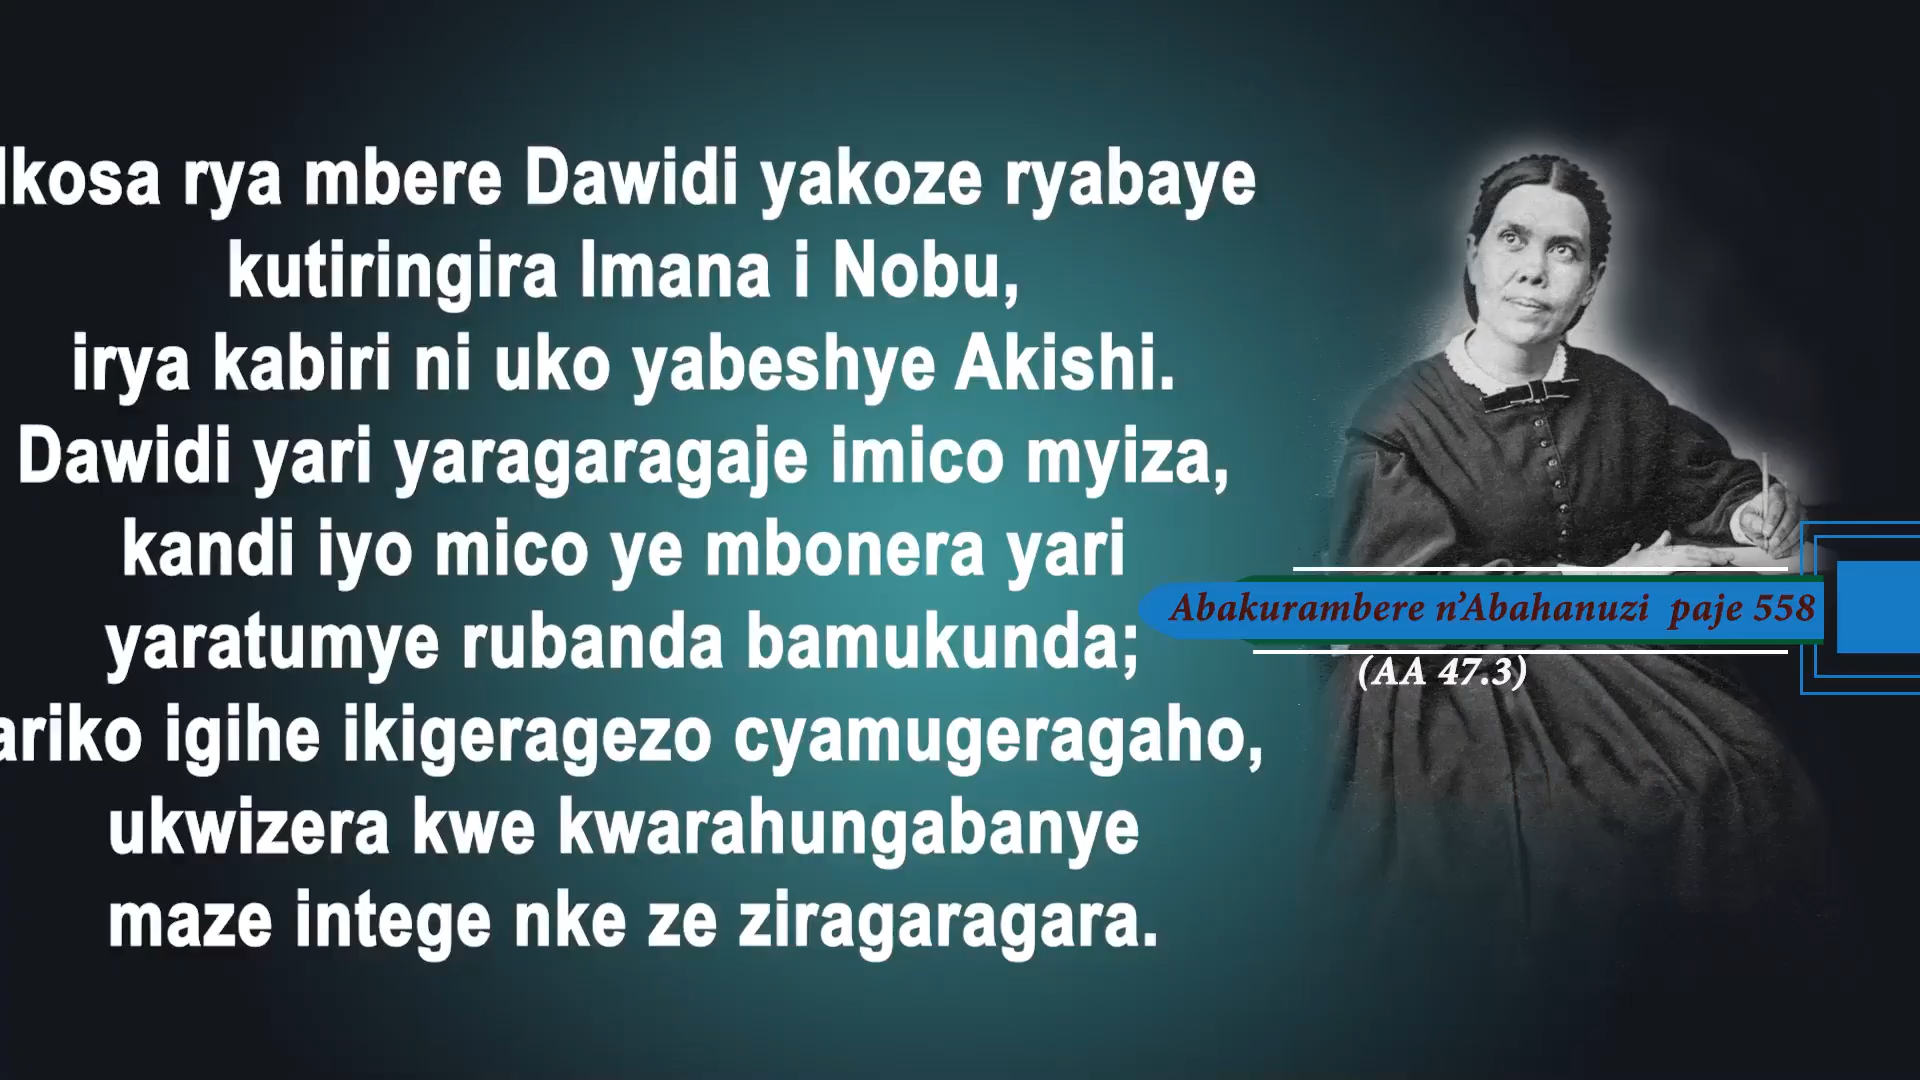 Ikosa rya mbere Dawidi yakoze ryabaye
kutiringira Imana i Nobu,
irya kabiri ni uko yabeshye Akishi.
Dawidi yari yaragaragaje imico myiza,
kandi iyo mico ye mbonera yari
yaratumye rubanda bamukunda;
ariko igihe ikigeragezo cyamugeragaho,
ukwizera kwe kwarahungabanye
maze intege nke ze ziragaragara.
Abakurambere n’Abahanuzi paje 558
(AA 47.3)